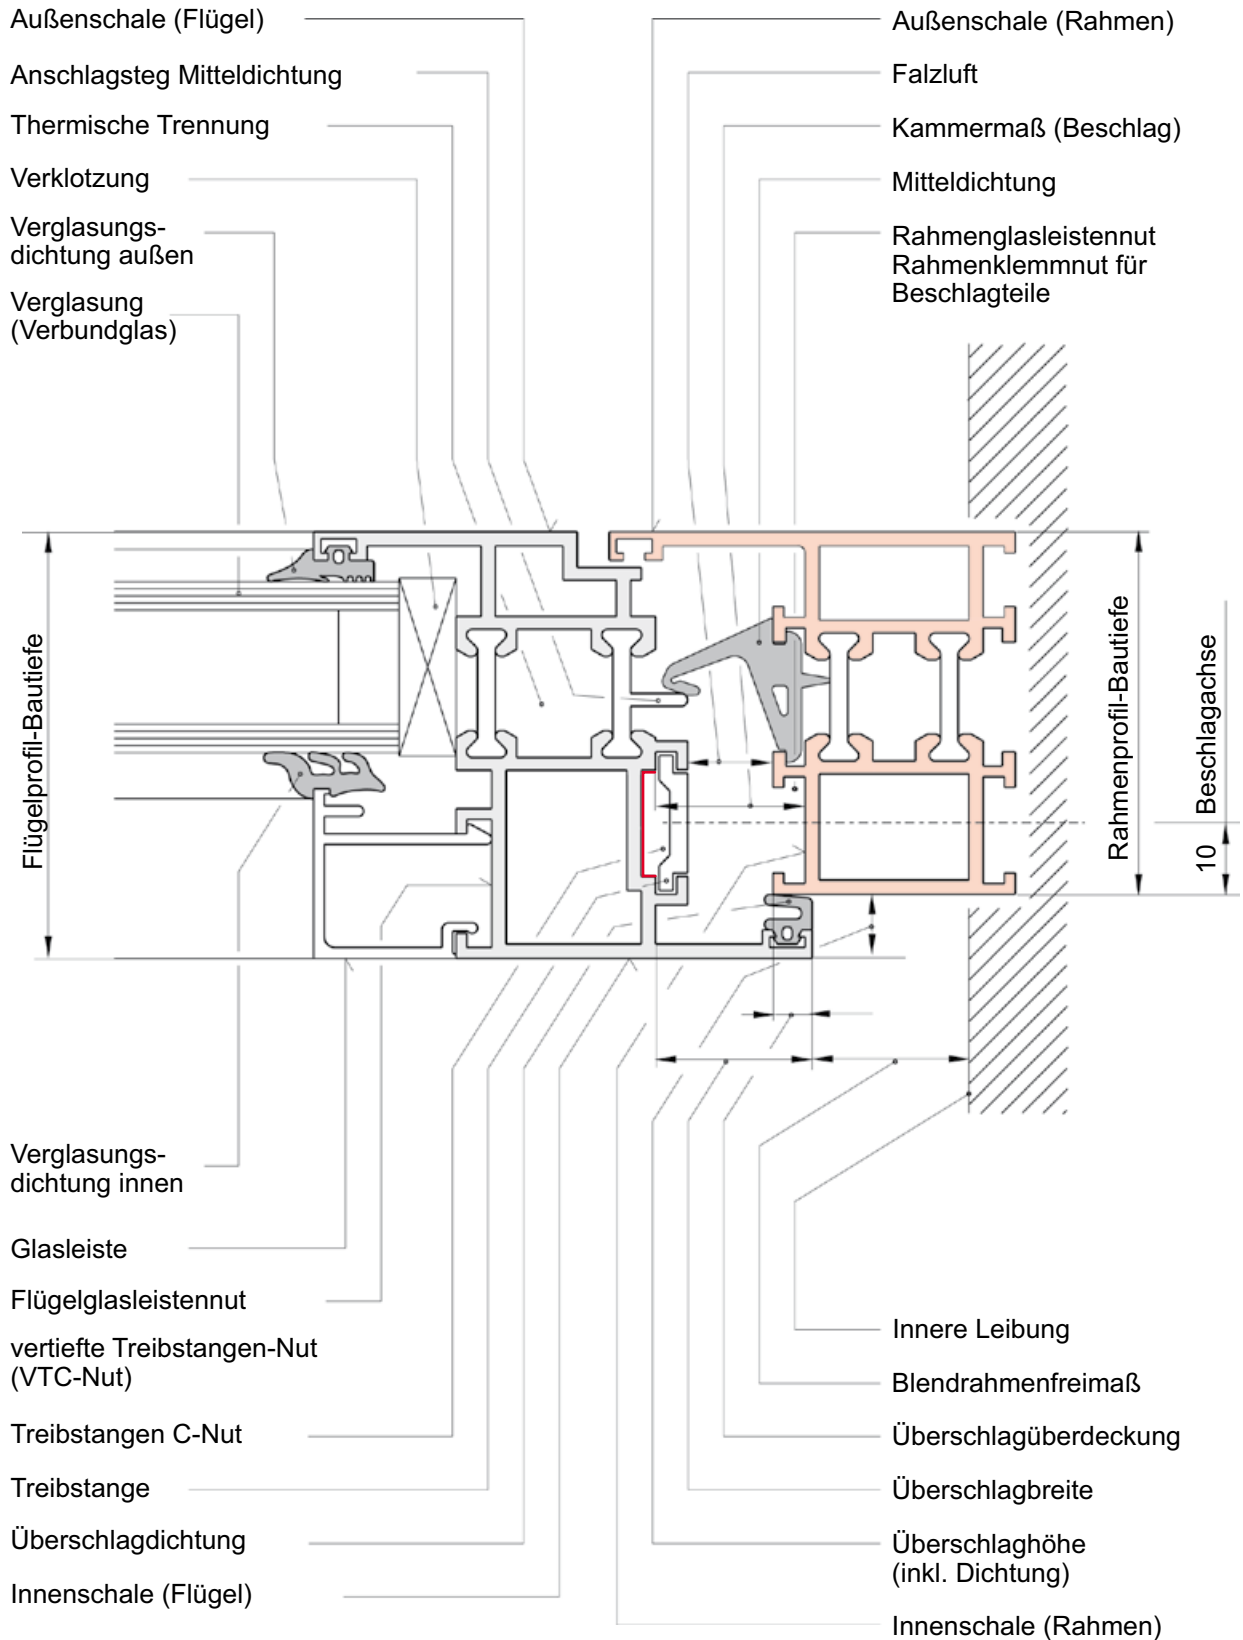 Außenschale (Flügel)
Anschlagsteg Mitteldichtung
Thermische Trennung
Verklotzung
Verglasungs-
dichtung außen
Verglasung
(Verbundglas)
Außenschale (Rahmen)
Falzluft
Kammermaß (Beschlag)
Mitteldichtung
Rahmenglasleistennut
Rahmenklemmnut für
Beschlagteile
Flügelprofil-Bautiefe
Rahmenprofil-Bautiefe
Beschlagachse
10
Verglasungs-
dichtung innen
Glasleiste
Flügelglasleistennut
vertiefte Treibstangen-Nut
(VTC-Nut)
Treibstangen C-Nut
Treibstange
Überschlagdichtung
Innenschale (Flügel)
Innere Leibung
Blendrahmenfreimaß
Überschlagüberdeckung
Überschlagbreite
Überschlaghöhe
(inkl. Dichtung)
Innenschale (Rahmen)